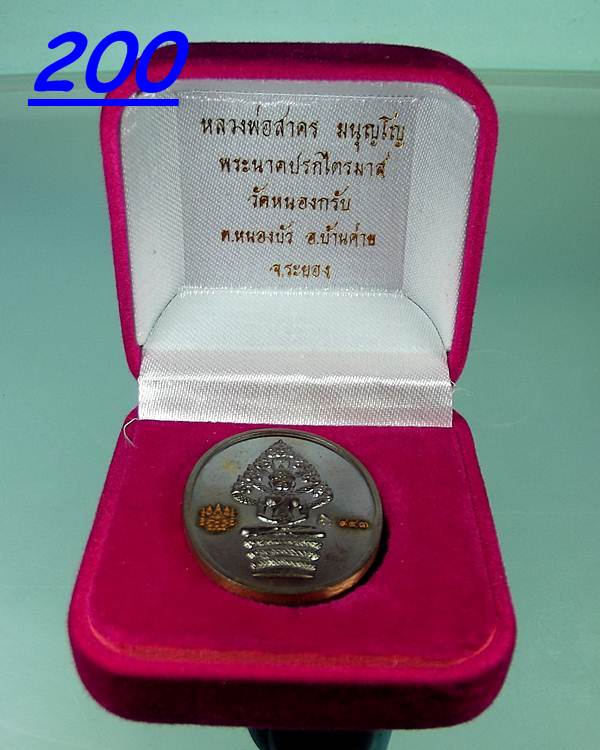 200
หลวงพ่อสาคร มนุญโญ
พระนาคปรกไตรมาส
วัดหนองกรับ
ต.หนองบัว อ.บ้านค่าย
จ.ระยอง